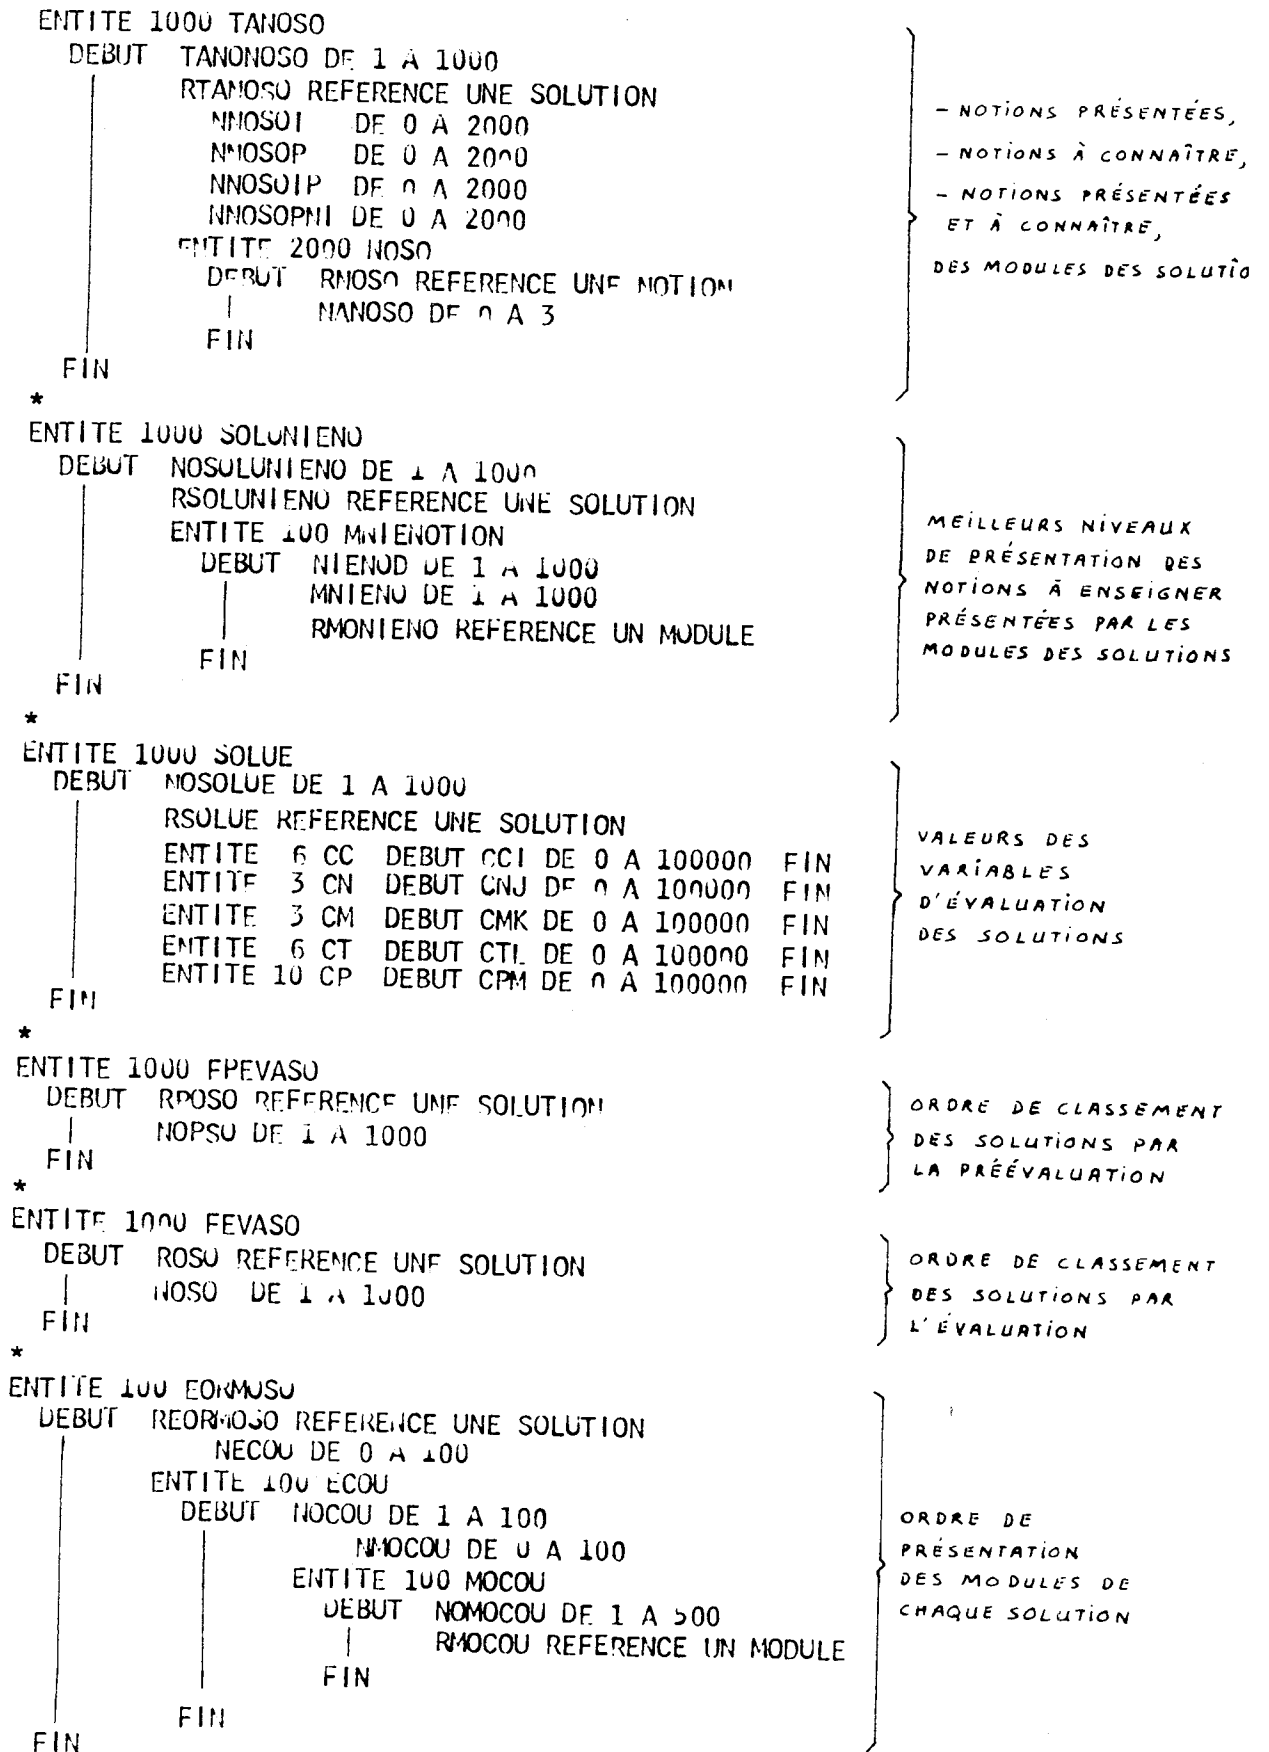 ENTITE 1000 TANOSO
DEBUT TANONOSO DE 1 A 1000
RTANOSO REFERENCE UNE SOLUTION
NNOSOI DE 0 A 2000
NNOSOP DE 0 A 2000
NNOSOIP DE 0 A 2000
NNOSOPNI DE 0 A 2000
ENTITE 2000 NOSO
DEBUT RNOSO REFERENCE UNE NOTION
NANOSO DE 0 A 3
FIN
FIN
- NOTIONS PRÉSENTÉES,
- NOTIONS À CONNAÎTRE,
- NOTIONS PRÉSENTÉES
ET À CONNAÎTRE,
DES MODULES DES SOLUTIO
*
ENTITE 1000 SOLUNIENO
DEBUT NOSOLUNIENO DE 1 A 1000
RSOLUNIENO REFERENCE UNE SOLUTION
ENTITE 100 MNIENOTION
DEBUT NIENOD DE 1 A 1000
MNIENO DE 1 A 1000
RMONIENO REFERENCE UN MODULE
FIN
FIN
MEILLEURS NIVEAUX
DE PRÉSENTATION DES
NOTIONS À ENSEIGNER
PRÉSENTÉES PAR LES
MODULES DES SOLUTIONS
*
ENTITE 1000 SOLUE
DEBUT NOSOLUE DE 1 A 1000
RSOLUE REFERENCE UNE SOLUTION
ENTITE 6 CC DEBUT CCI DE 0 A 100000 FIN
ENTITE 3 CN DEBUT CNJ DE 0 A 100000 FIN
ENTITE 3 CM DEBUT CMK DE 0 A 100000 FIN
ENTITE 6 CT DEBUT CTL DE 0 A 100000 FIN
ENTITE 10 CP DEBUT CPM DE 0 A 100000 FIN
FIN
VALEURS DES
VARIABLES
D'ÉVALUATION
DES SOLUTIONS
*
ENTITE 1000 FPEVASO
DEBUT RPOSO REFERENCE UNE SOLUTION
NOPSO DE 1 A 1000
FIN
ORDRE DE CLASSEMENT
DES SOLUTIONS PAR
LA PRÉÉVALUATION
*
ENTITE 1000 FEVASO
DEBUT ROSO REFERENCE UNE SOLUTION
NOSO DE 1 A 1000
FIN
ORDRE DE CLASSEMENT
DES SOLUTIONS PAR
L'ÉVALUATION
*
ENTITE 100 EORMOSO
DEBUT REORMOSO REFERENCE UNE SOLUTION
NECOU DE 0 A 100
ENTITE 100 ECOU
DEBUT NOCOU DE 1 A 100
NMOCOU DE 0 A 100
ENTITE 100 MOCOU
DEBUT NOMOCOU DE 1 A 500
RMOCOU REFERENCE UN MODULE
FIN
FIN
FIN
ORDRE DE
PRÉSENTATION
DES MODULES DE
CHAQUE SOLUTION